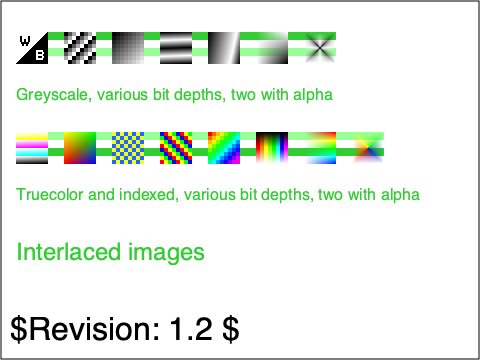 W
B
Greyscale, various bit depths, two with alpha
Truecolor and indexed, various bit depths, two with alpha
Interlaced images
$Revision: 1.2 $